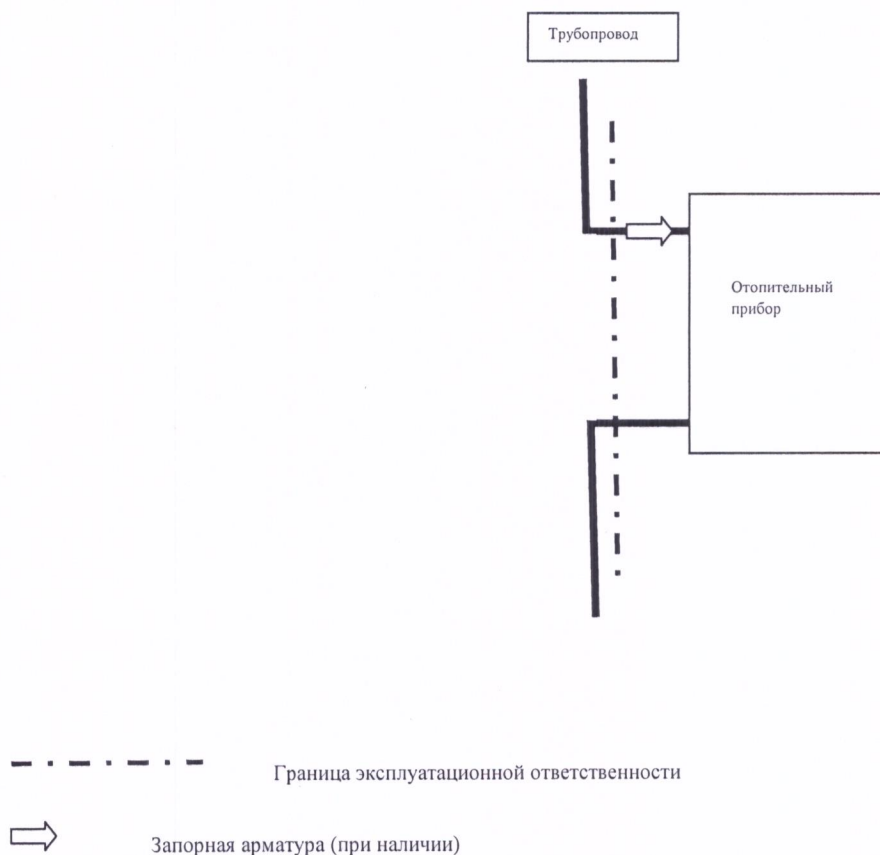 Трубопровод
Отопительный
прибор
Граница эксплуатационной ответственности
Запорная арматура (при наличии)